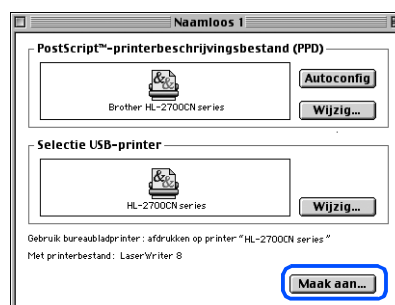 Naamloos 1
PostScript™-printerbeschrijvingsbestand (PPD)
Autoconfig
Brother HL-2700CN series
Wijzig...
Selectie USB-printer
HL-2700CN series
Wijzig...
Gebruik bureaubladprinter: afdrukken op printer "HL-2700CN series"
Met printerbestand: LaserWriter 8
Maak aan...